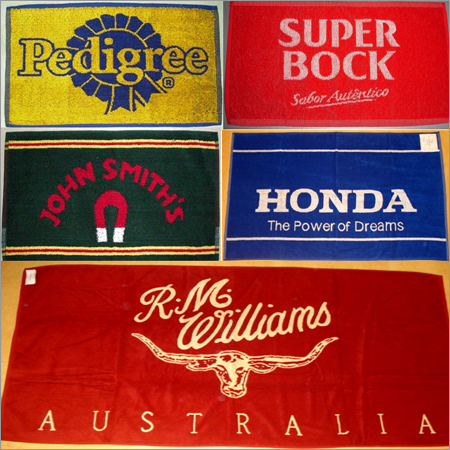 Pedigree
®
SUPER
BOCK
Sabor Autêntico
JOHN SMITH'S
HONDA
The Power of Dreams
R.M.
Williams
AUSTRALIA